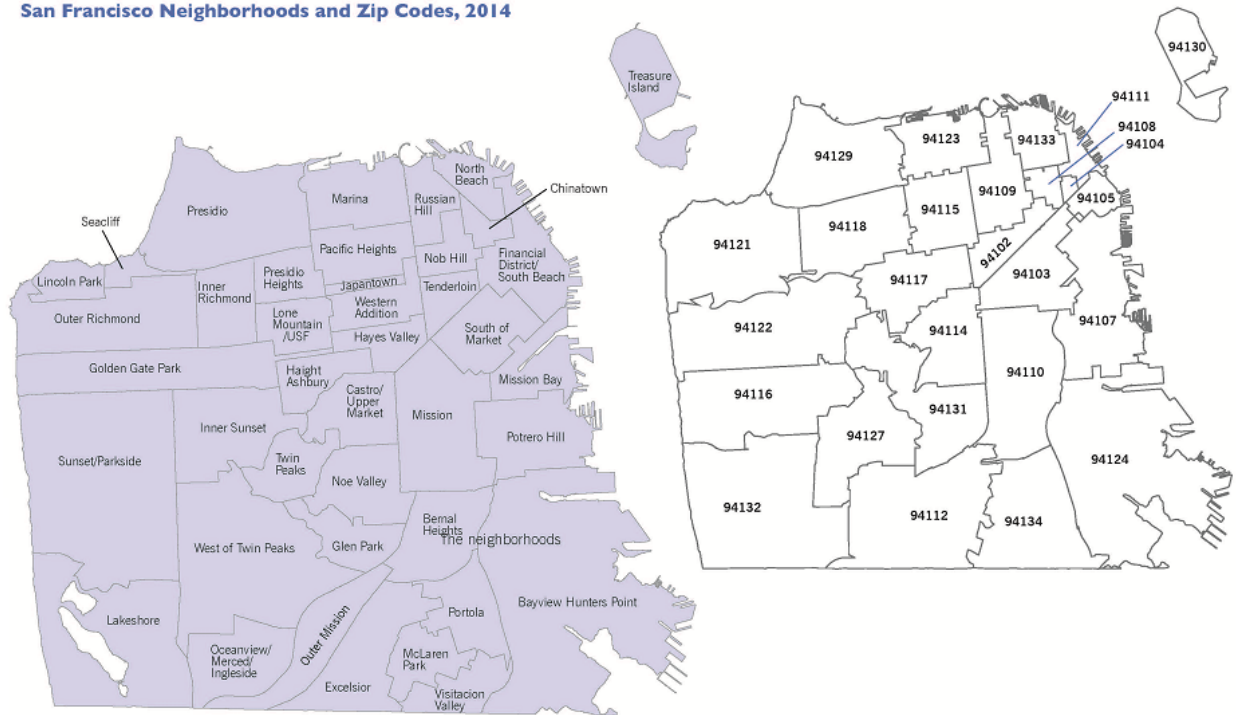 San Francisco Neighborhoods and Zip Codes, 2014
Treasure
Island
North
Beach
Chinatown
Marina
Russian
Hill
Presidio
Seacliff
Pacific Heights
Nob Hill
Financial
District/
South Beach
Lincoln Park
Inner
Richmond
Presidio
Heights
Japantown
Tenderloin
Outer Richmond
Lone
Mountain
/USF
Western
Addition
Hayes Valley
South of
Market
Golden Gate Park
Haight
Ashbury
Mission Bay
Castro/
Upper
Market
Mission
Inner Sunset
Potrero Hill
Sunset/Parkside
Twin
Peaks
Noe Valley
Bernal
Heights
The neighborhoods
West of Twin Peaks
Glen Park
Lakeshore
Outer Mission
Portola
Bayview Hunters Point
Oceanview/
Merced/
Ingleside
McLaren
Park
Excelsior
Visitacion
Valley
94130
94111
94108
94104
94123
94133
94129
94109
94105
94115
94118
94121
94102
94103
94117
94107
94122
94114
94110
94116
94131
94127
94124
94132
94112
94134